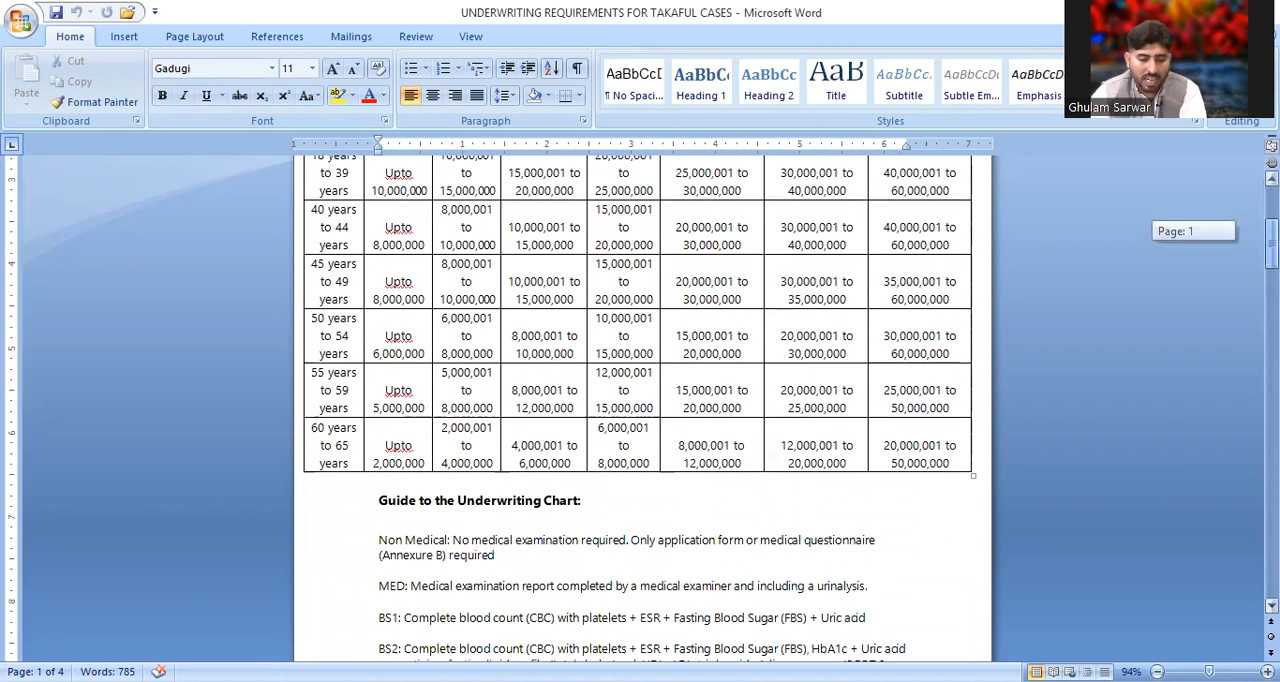 UNDERWRITING REQUIREMENTS FOR TAKAFUL CASES - Microsoft Word
Home Insert Page Layout References Mailings Review View
Ghulam Sarwar
Paste
Cut
Copy
Format Painter
Clipboard
Gadugi 11
Font
Paragraph
AaBbCcD AaBbCc AaBbCc AaB AaBbCc. AaBbCcDc AaBbCcDc
¶ No Spaci... Heading 1 Heading 2 Title Subtitle Subtle Em... Emphasis
Styles
Editing
Page: 1
to 39 years
Upto 10,000,000
to 15,000,000
15,000,001 to 20,000,000
to 25,000,000
25,000,001 to 30,000,000
30,000,001 to 40,000,000
40,000,001 to 60,000,000
40 years to 44 years
Upto 8,000,000
8,000,001 to 10,000,000
10,000,001 to 15,000,000
15,000,001 to 20,000,000
20,000,001 to 30,000,000
30,000,001 to 40,000,000
40,000,001 to 60,000,000
45 years to 49 years
Upto 8,000,000
8,000,001 to 10,000,000
10,000,001 to 15,000,000
15,000,001 to 20,000,000
20,000,001 to 30,000,000
30,000,001 to 35,000,000
35,000,001 to 60,000,000
50 years to 54 years
Upto 6,000,000
6,000,001 to 8,000,000
8,000,001 to 10,000,000
10,000,001 to 15,000,000
15,000,001 to 20,000,000
20,000,001 to 30,000,000
30,000,001 to 60,000,000
55 years to 59 years
Upto 5,000,000
5,000,001 to 8,000,000
8,000,001 to 12,000,000
12,000,001 to 15,000,000
15,000,001 to 20,000,000
20,000,001 to 25,000,000
25,000,001 to 50,000,000
60 years to 65 years
Upto 2,000,000
2,000,001 to 4,000,000
4,000,001 to 6,000,000
6,000,001 to 8,000,000
8,000,001 to 12,000,000
12,000,001 to 20,000,000
20,000,001 to 50,000,000
Guide to the Underwriting Chart:
Non Medical: No medical examination required. Only application form or medical questionnaire
(Annexure B) required
MED: Medical examination report completed by a medical examiner and including a urinalysis.
BS1: Complete blood count (CBC) with platelets + ESR + Fasting Blood Sugar (FBS) + Uric acid
BS2: Complete blood count (CBC) with platelets + ESR + Fasting Blood Sugar (FBS), HbA1c + Uric acid
Page: 1 of 4 Words: 785 94%